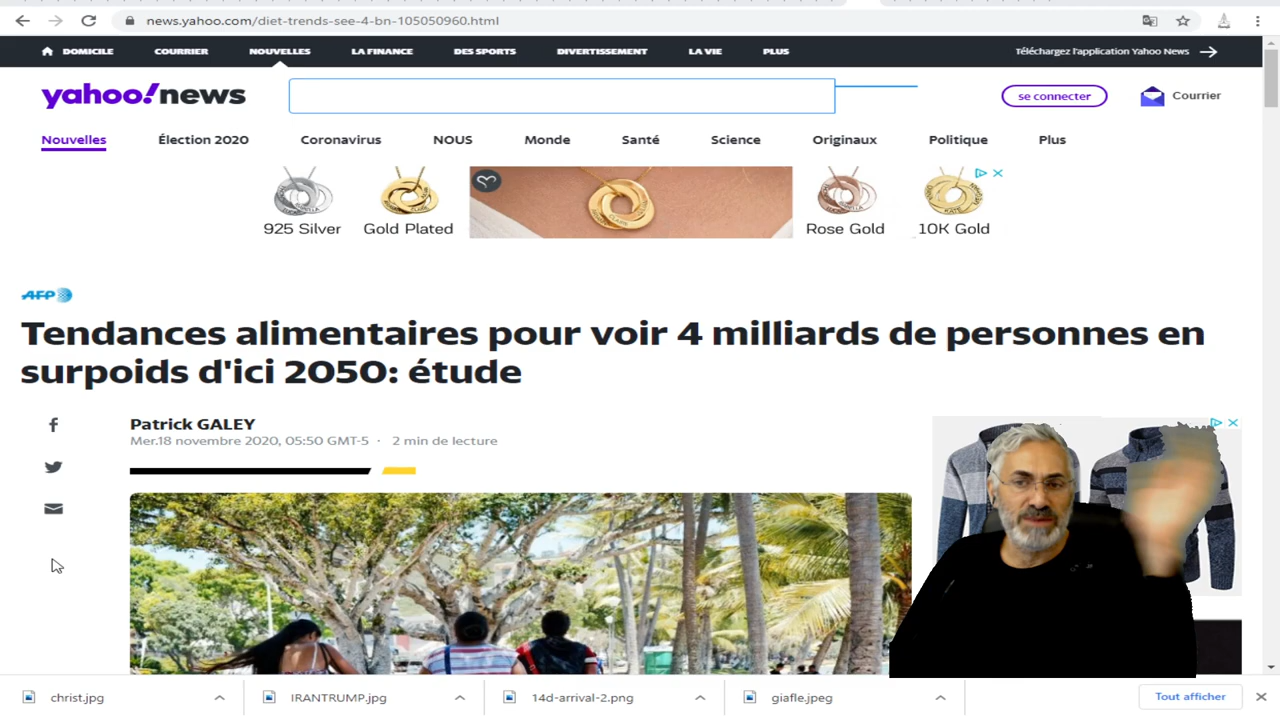 news.yahoo.com/diet-trends-see-4-bn-105050960.html
DOMICILE COURRIER NOUVELLES LA FINANCE DES SPORTS DIVERTISSEMENT LA VIE PLUS Téléchargez l'application Yahoo News
yahoo!news se connecter Courrier
Nouvelles Élection 2020 Coronavirus NOUS Monde Santé Science Originaux Politique Plus
925 Silver Gold Plated Rose Gold 10K Gold
AFP
Tendances alimentaires pour voir 4 milliards de personnes en
surpoids d'ici 2050: étude
Patrick GALEY
Mer.18 novembre 2020, 05:50 GMT-5 · 2 min de lecture
christ.jpg IRANTRUMP.jpg 14d-arrival-2.png giafle.jpeg Tout afficher